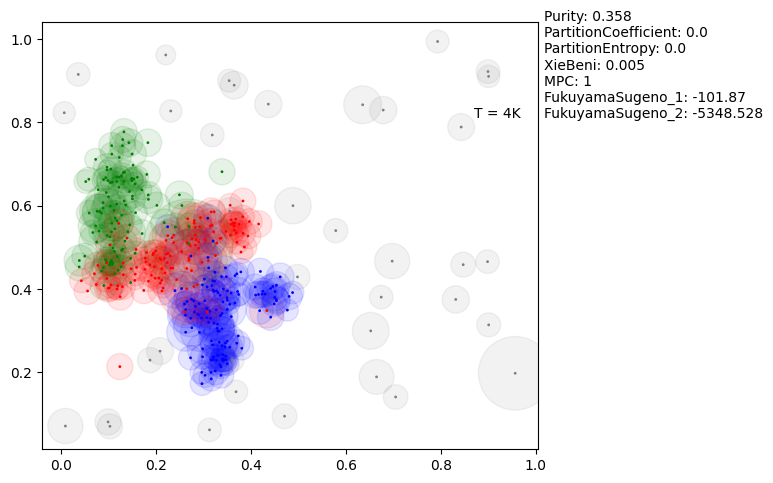 Purity: 0.358
PartitionCoefficient: 0.0
PartitionEntropy: 0.0
XieBeni: 0.005
MPC: 1
FukuyamaSugeno_1: -101.87
FukuyamaSugeno_2: -5348.528
T = 4K
1.0
0.8
0.6
0.4
0.2
0.0 0.2 0.4 0.6 0.8 1.0